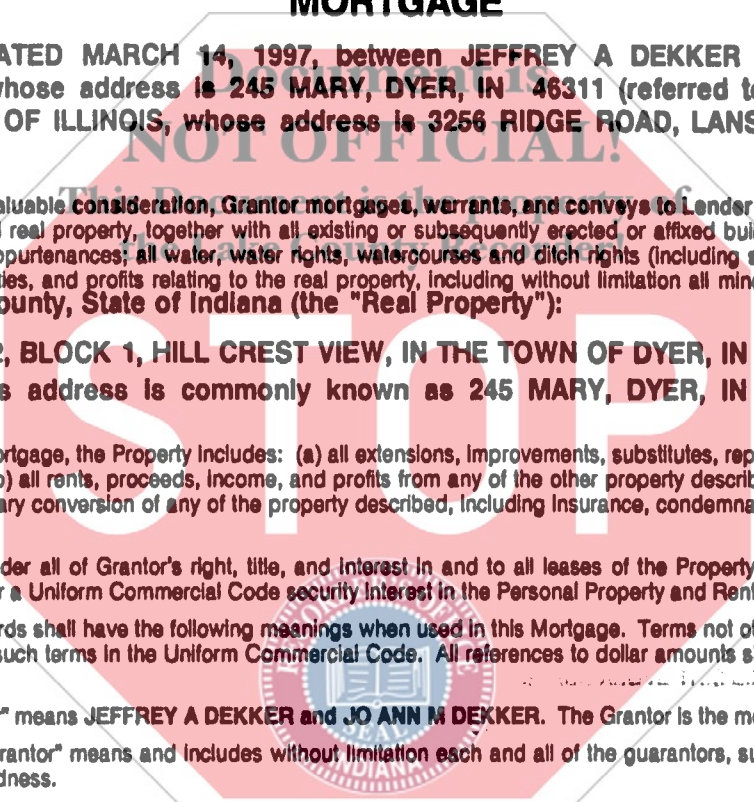 MORTGAGE
ATED MARCH 14, 1997, between JEFFREY A DEKKER
Document is
whose address is 245 MARY, DYER, IN 46311 (referred to
OF ILLINOIS, whose address is 3256 RIDGE ROAD, LANS
NOT OFFICIAL!
This Document is the property of
aluable consideration, Grantor mortgages, warrants, and conveys to Lender
real property, together with all existing or subsequently erected or affixed buil
the Lake County Recorder!
ppurtenances; all water, water rights, watercourses and ditch rights (including s
ties, and profits relating to the real property, including without limitation all mine
ounty, State of Indiana (the "Real Property"):
2, BLOCK 1, HILL CREST VIEW, IN THE TOWN OF DYER, IN
s address is commonly known as 245 MARY, DYER, IN
STOP
ortgage, the Property includes: (a) all extensions, improvements, substitutes, rep
) all rents, proceeds, income, and profits from any of the other property describ
ary conversion of any of the property described, including insurance, condemna
der all of Grantor's right, title, and interest in and to all leases of the Property
r a Uniform Commercial Code security interest in the Personal Property and Rent
rds shall have the following meanings when used in this Mortgage. Terms not ot
such terms in the Uniform Commercial Code. All references to dollar amounts s
RECORDER'S OFFICE
SEAL
INDIANA
r" means JEFFREY A DEKKER and JO ANN M DEKKER. The Grantor is the mo
rantor" means and includes without limitation each and all of the guarantors, su
dness.